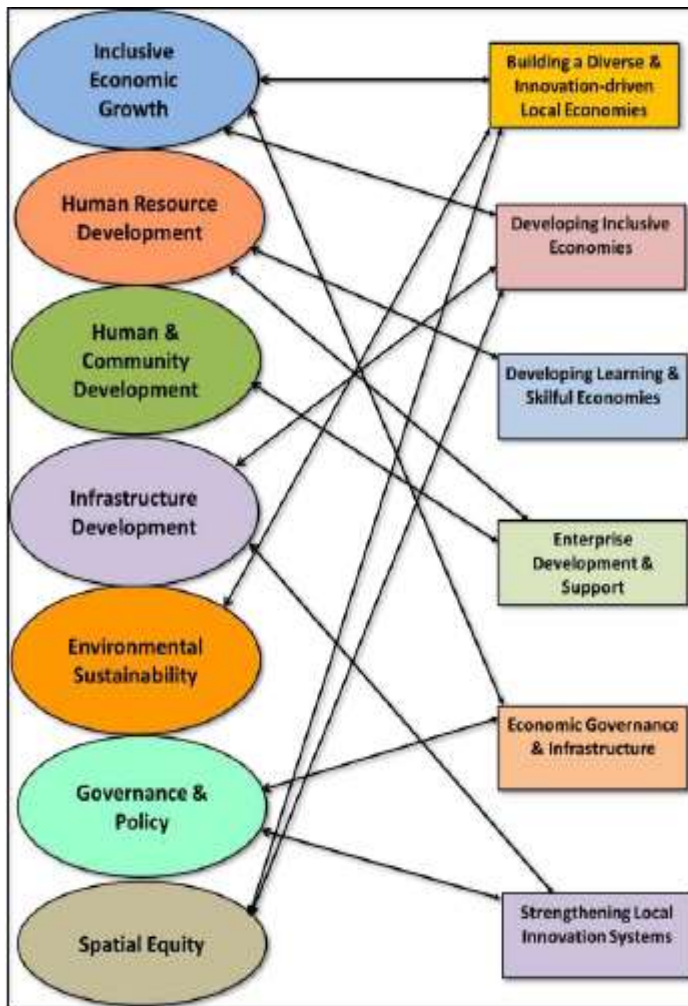 Inclusive
Economic
Growth
Human Resource
Development
Human &
Community
Development
Infrastructure
Development
Environmental
Sustainability
Governance &
Policy
Spatial Equity
Building a Diverse &
Innovation-driven
Local Economies
Developing Inclusive
Economies
Developing Learning &
Skilful Economies
Enterprise
Development &
Support
Economic Governance
& Infrastructure
Strengthening Local
Innovation Systems